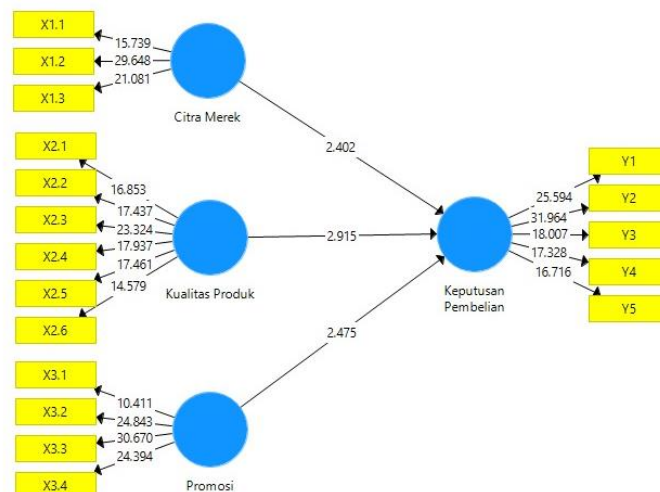 X1.1
X1.2
X1.3
15.739
29.648
21.081
Citra Merek
2.402
X2.1
X2.2
X2.3
X2.4
X2.5
X2.6
16.853
17.437
23.324
17.937
17.461
14.579
Kualitas Produk
2.915
X3.1
X3.2
X3.3
X3.4
10.411
24.843
30.670
24.394
Promosi
2.475
Keputusan
Pembelian
25.594
31.964
18.007
17.328
16.716
Y1
Y2
Y3
Y4
Y5